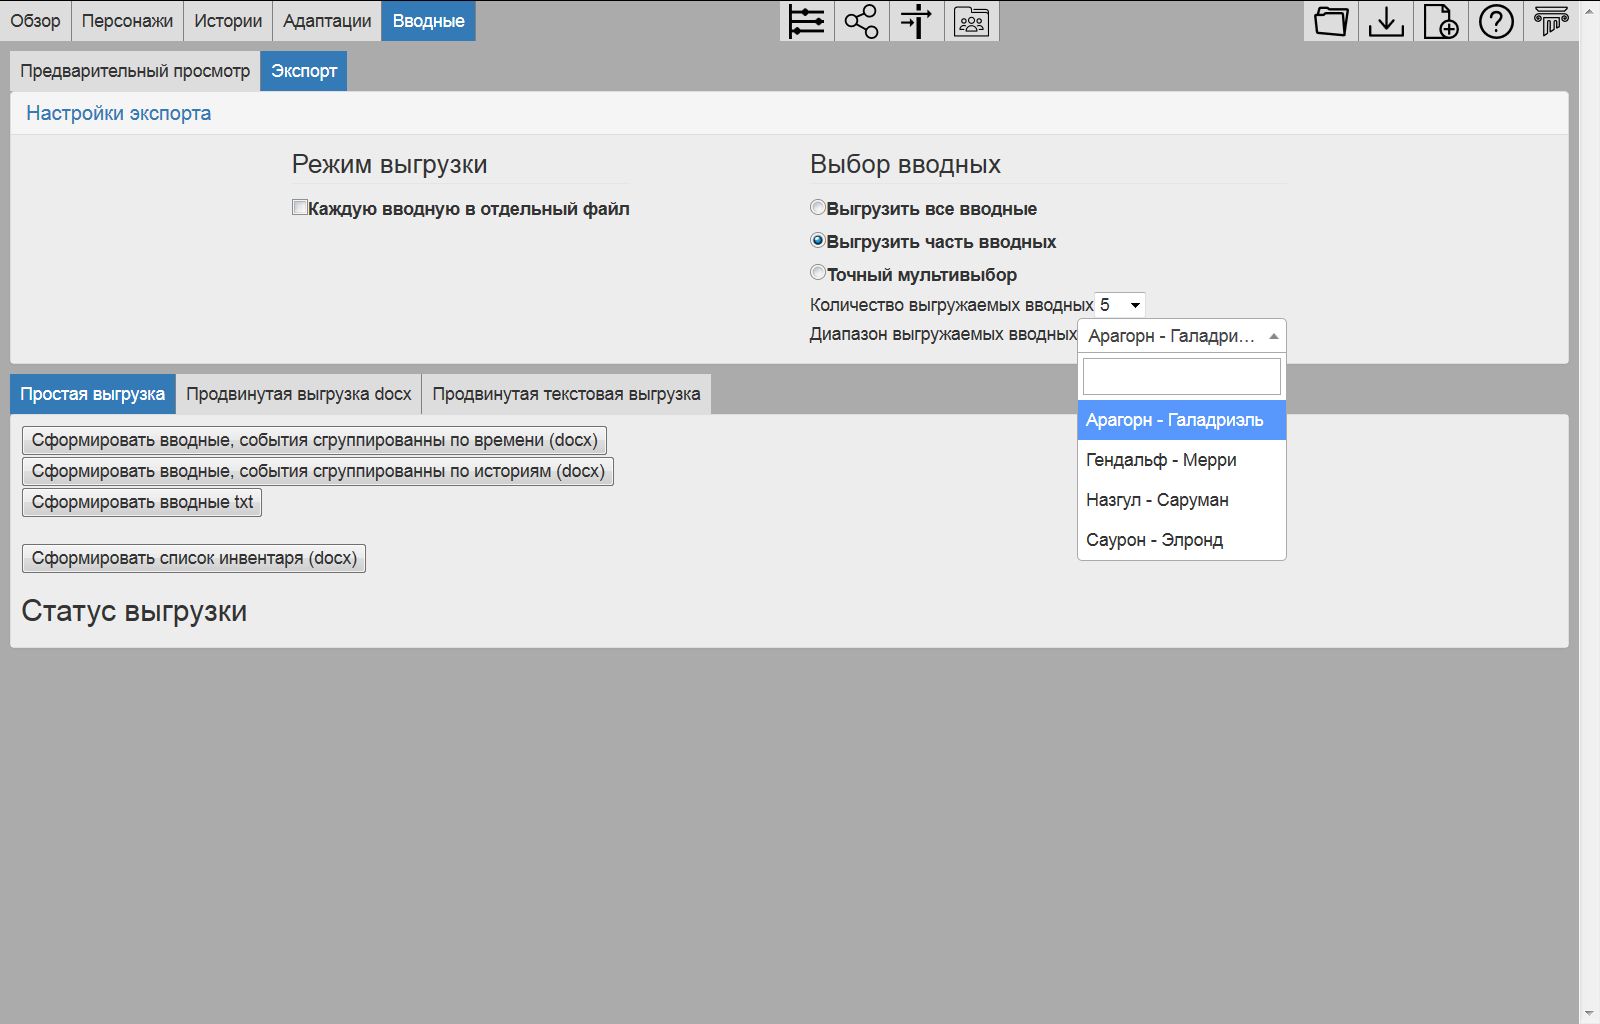 Обзор Персонажи Истории Адаптации Вводные
Предварительный просмотр Экспорт
Настройки экспорта
Режим выгрузки
Каждую вводную в отдельный файл
Выбор вводных
Выгрузить все вводные
Выгрузить часть вводных
Точный мультивыбор
Количество выгружаемых вводных 5
Диапазон выгружаемых вводных Арагорн - Галадри...
Арагорн - Галадриэль
Гендальф - Мерри
Назгул - Саруман
Саурон - Элронд
Простая выгрузка Продвинутая выгрузка docx Продвинутая текстовая выгрузка
Сформировать вводные, события сгруппированны по времени (docx)
Сформировать вводные, события сгруппированны по историям (docx)
Сформировать вводные txt
Сформировать список инвентаря (docx)
Статус выгрузки